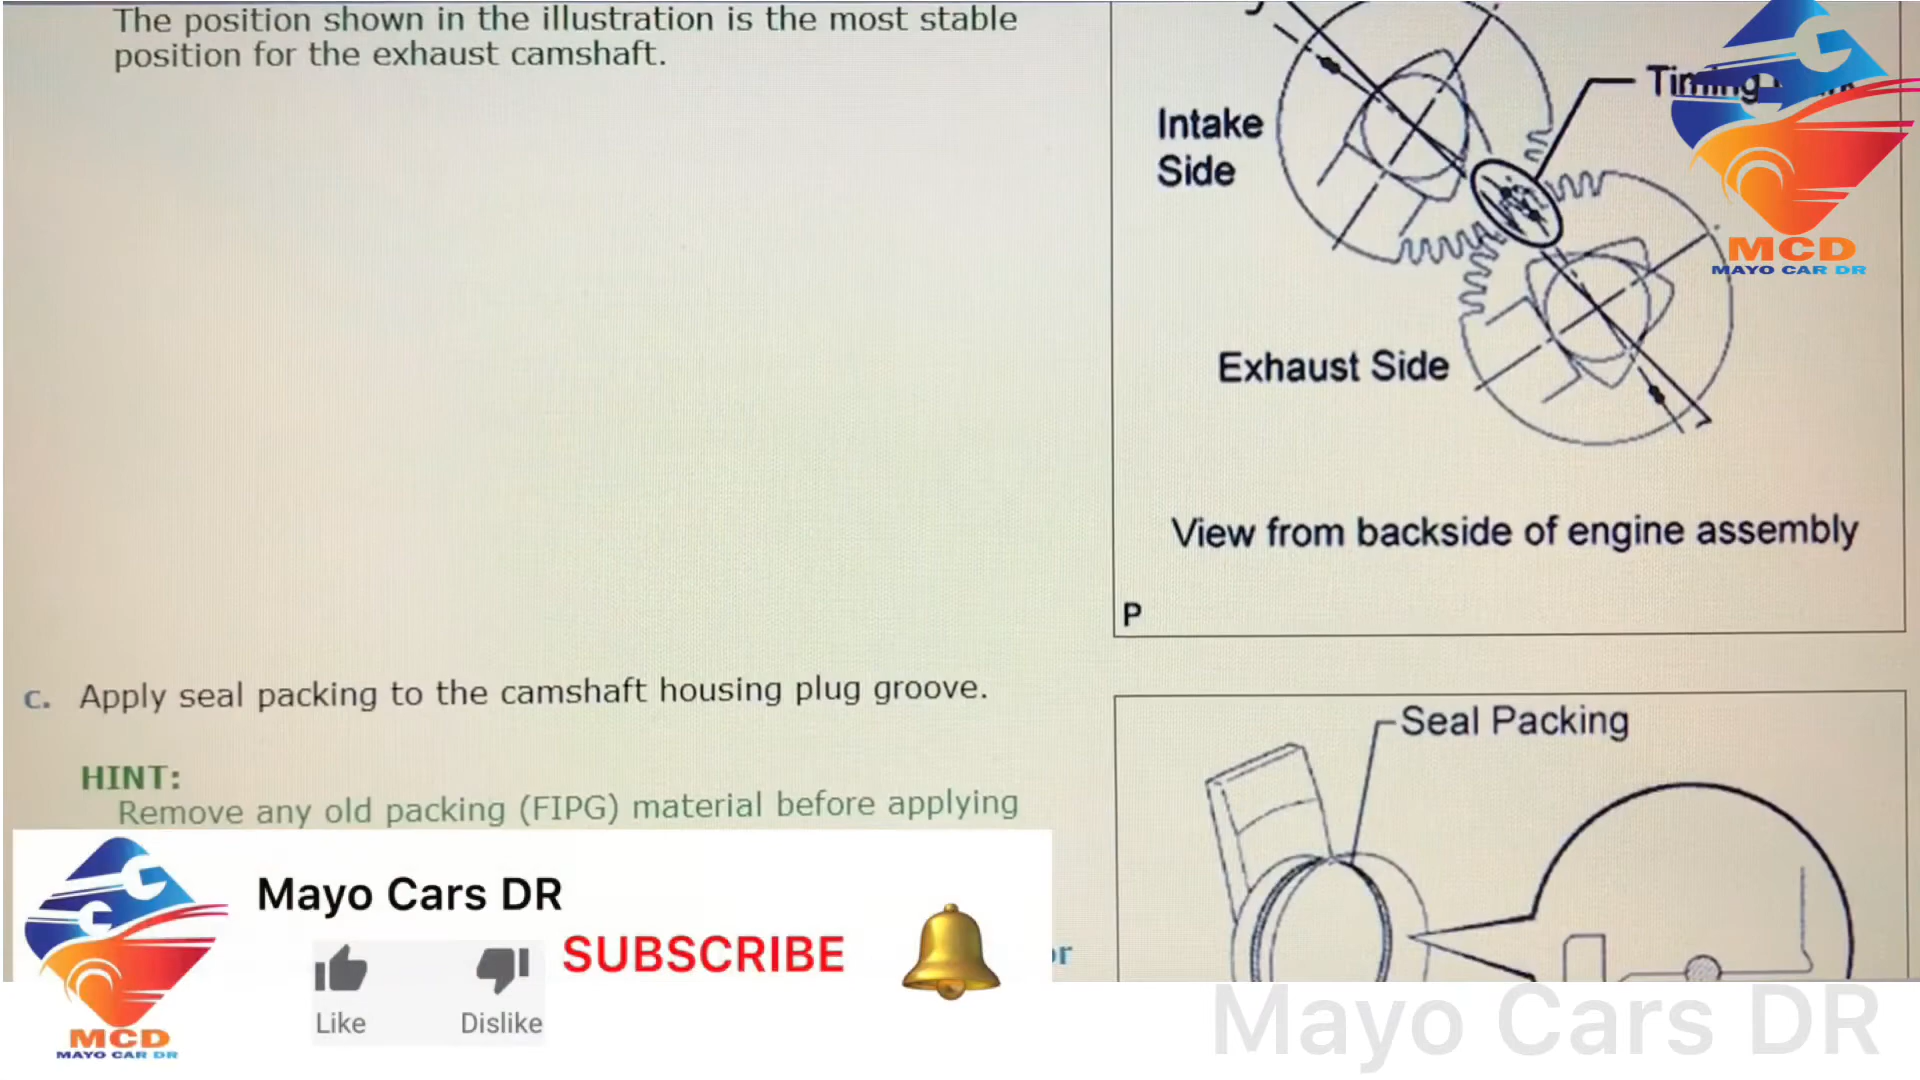 The position shown in the illustration is the most stable
position for the exhaust camshaft.
Intake
Side
Exhaust Side
View from backside of engine assembly
P
MCD
MAYO CAR DR
c. Apply seal packing to the camshaft housing plug groove.
HINT:
Remove any old packing (FIPG) material before applying
Seal Packing
Mayo Cars DR
Like
Dislike
SUBSCRIBE
MCD
MAYO CAR DR
Mayo Cars DR